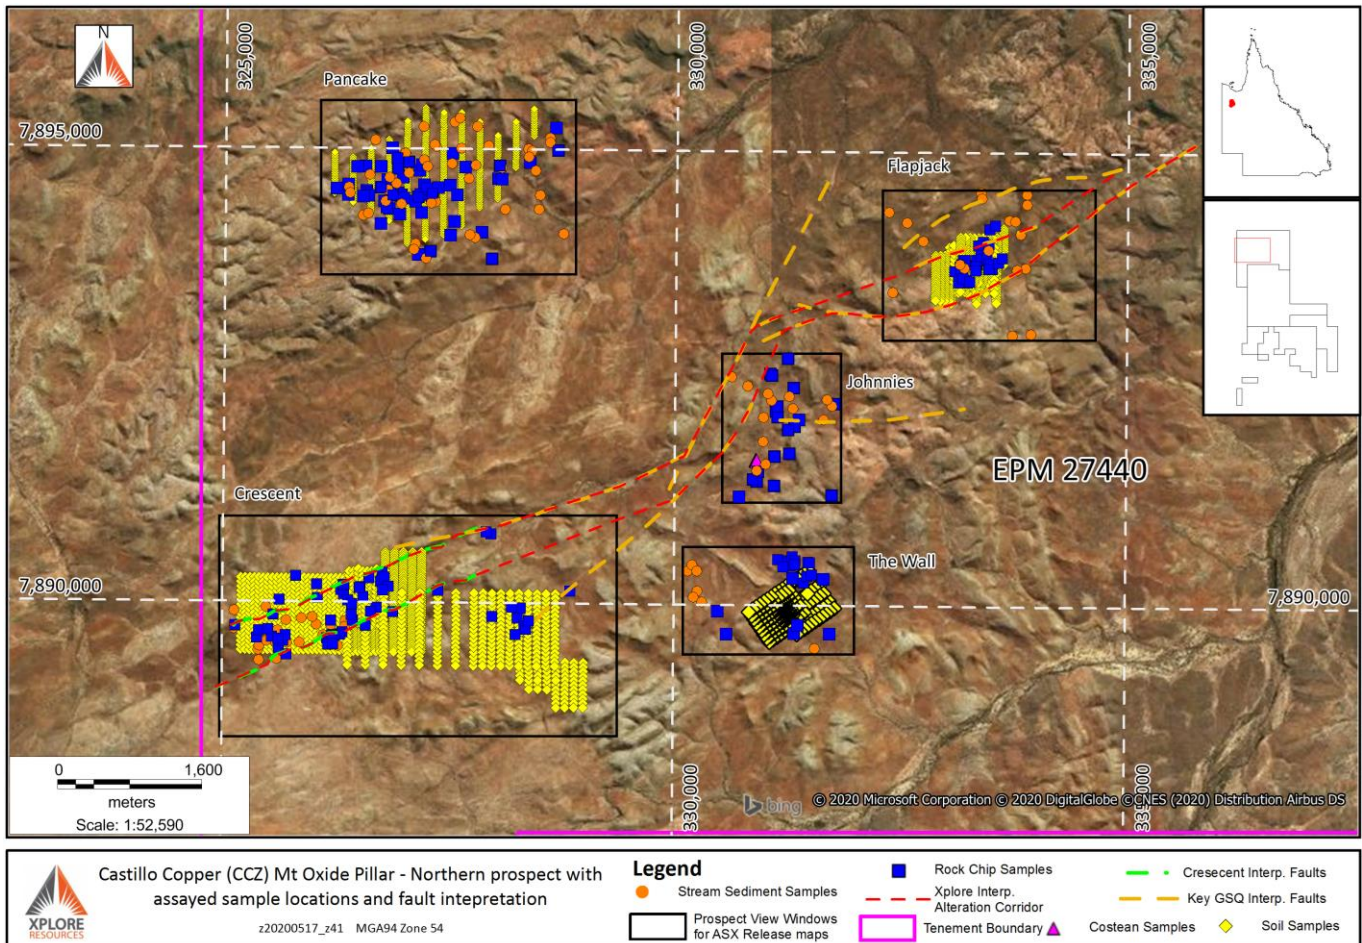 N
325,000
330,000
335,000
Pancake
7,895,000
Flapjack
Johnnies
EPM 27440
Crescent
The Wall
7,890,000
7,890,000
0 1,600
meters
Scale: 1:52,590
330,000
335,000
bing
© 2020 Microsoft Corporation © 2020 DigitalGlobe ©CNES (2020) Distribution Airbus DS
XPLORE
RESOURCES
Castillo Copper (CCZ) Mt Oxide Pillar - Northern prospect with
assayed sample locations and fault intepretation
z20200517_z41 MGA94 Zone 54
Legend
Stream Sediment Samples
Prospect View Windows
for ASX Release maps
Rock Chip Samples
Xplore Interp.
Alteration Corridor
Tenement Boundary
Crescent Interp. Faults
Key GSQ Interp. Faults
Costean Samples
Soil Samples